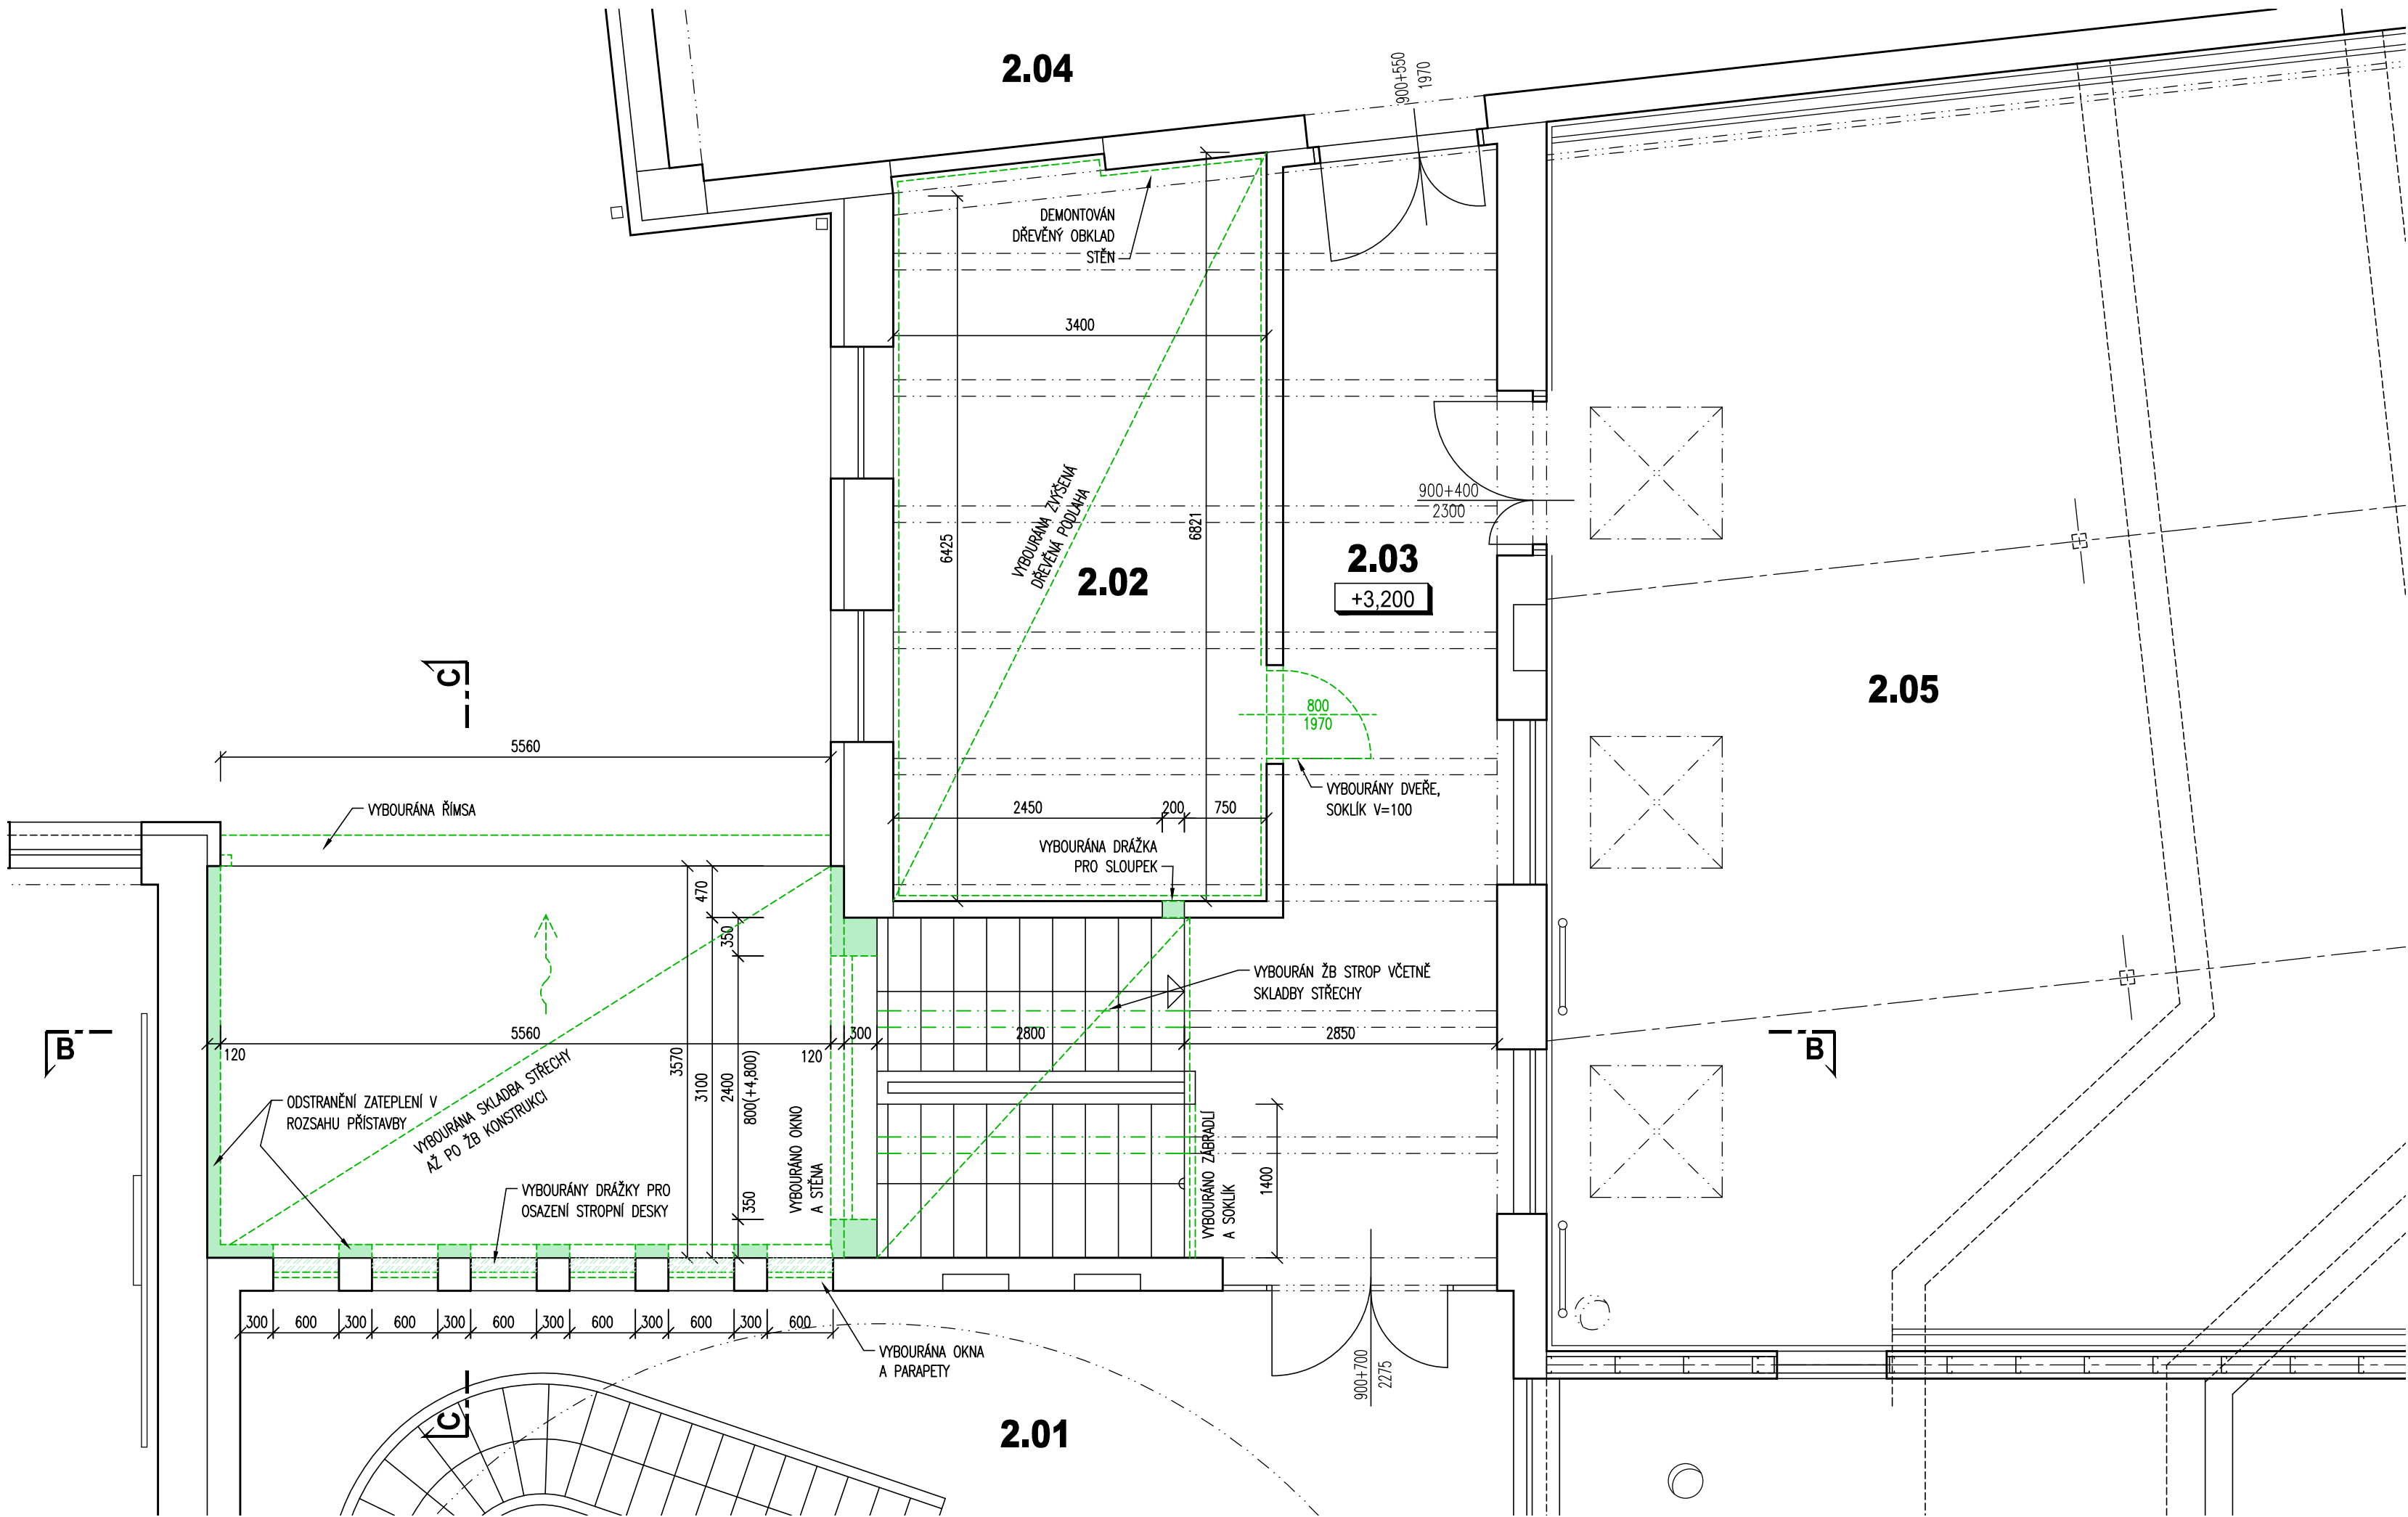 2.04
900+550
1970
DEMONTOVÁN
DŘEVĚNÝ OBKLAD
STĚN
3400
VYBOURÁNA ZVÝŠENÁ
DŘEVĚNÁ PODLAHA
6425
6821
2.02
2.03
+3,200
900+400
2300
2.05
800
1970
C
5560
VYBOURÁNA ŘÍMSA
2450
200
750
VYBOURÁNY DVEŘE,
SOKLÍK V=100
VYBOURÁNA DRÁŽKA
PRO SLOUPEK
470
350
VYBOURÁN ŽB STROP VČETNĚ
SKLADBY STŘECHY
B
120
5560
120
300
2800
2850
B
3570
3100
2400
800(+4,800)
350
ODSTRANĚNÍ ZATEPLENÍ V
ROZSAHU PŘÍSTAVBY
VYBOURÁNA SKLADBA STŘECHY
AŽ PO ŽB KONSTRUKCI
VYBOURÁNO OKNO
A STĚNA
VYBOURÁNO ZÁBRADLÍ
A SOKLÍK
1400
VYBOURÁNY DRÁŽKY PRO
OSAZENÍ STROPNÍ DESKY
300 600 300 600 300 600 300 600 300 600 300 600
VYBOURÁNA OKNA
A PARAPETY
900+700
2275
C
2.01